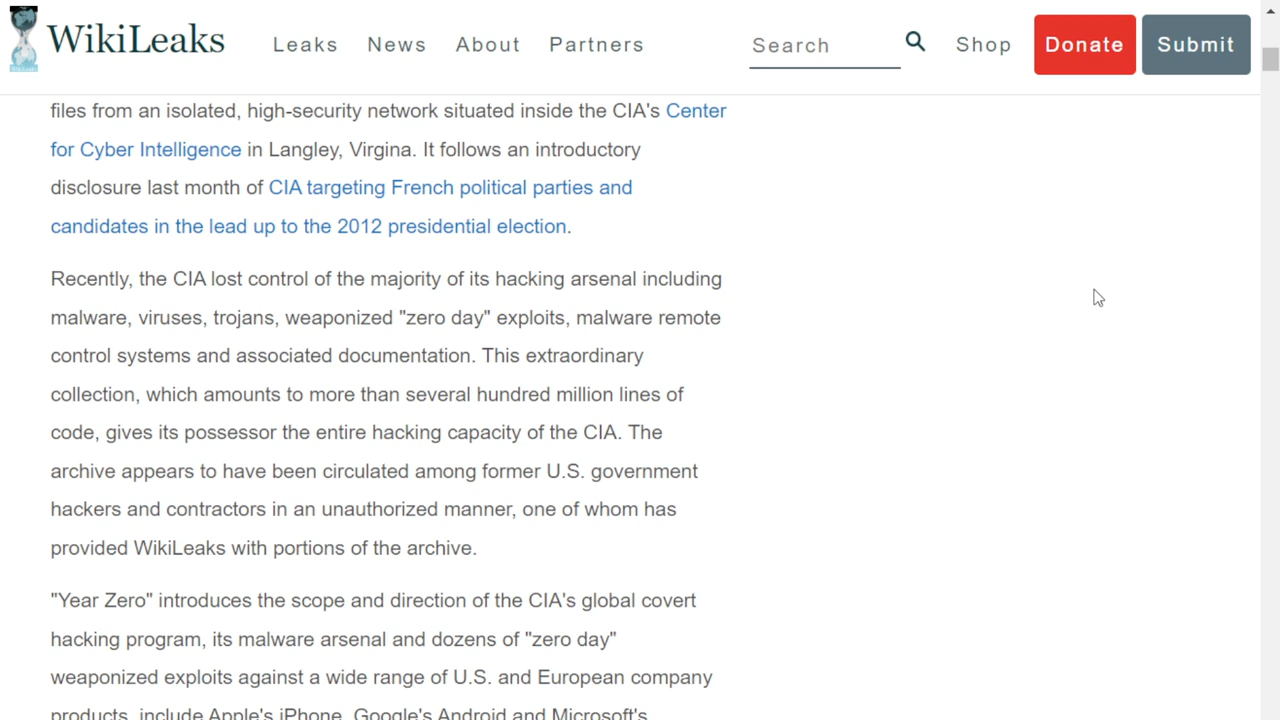 WikiLeaks Leaks News About Partners Search Shop Donate Submit
files from an isolated, high-security network situated inside the CIA's Center
for Cyber Intelligence in Langley, Virgina. It follows an introductory
disclosure last month of CIA targeting French political parties and
candidates in the lead up to the 2012 presidential election.
Recently, the CIA lost control of the majority of its hacking arsenal including
malware, viruses, trojans, weaponized "zero day" exploits, malware remote
control systems and associated documentation. This extraordinary
collection, which amounts to more than several hundred million lines of
code, gives its possessor the entire hacking capacity of the CIA. The
archive appears to have been circulated among former U.S. government
hackers and contractors in an unauthorized manner, one of whom has
provided WikiLeaks with portions of the archive.
"Year Zero" introduces the scope and direction of the CIA's global covert
hacking program, its malware arsenal and dozens of "zero day"
weaponized exploits against a wide range of U.S. and European company
products, include Apple's iPhone, Google's Android and Microsoft's